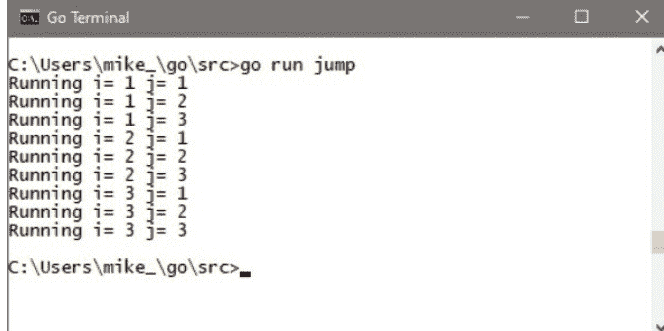 Go Terminal
C:\Users\mike_\go\src>go run jump
Running i= 1 j= 1
Running i= 1 j= 2
Running i= 1 j= 3
Running i= 2 j= 1
Running i= 2 j= 2
Running i= 2 j= 3
Running i= 3 j= 1
Running i= 3 j= 2
Running i= 3 j= 3
C:\Users\mike_\go\src>